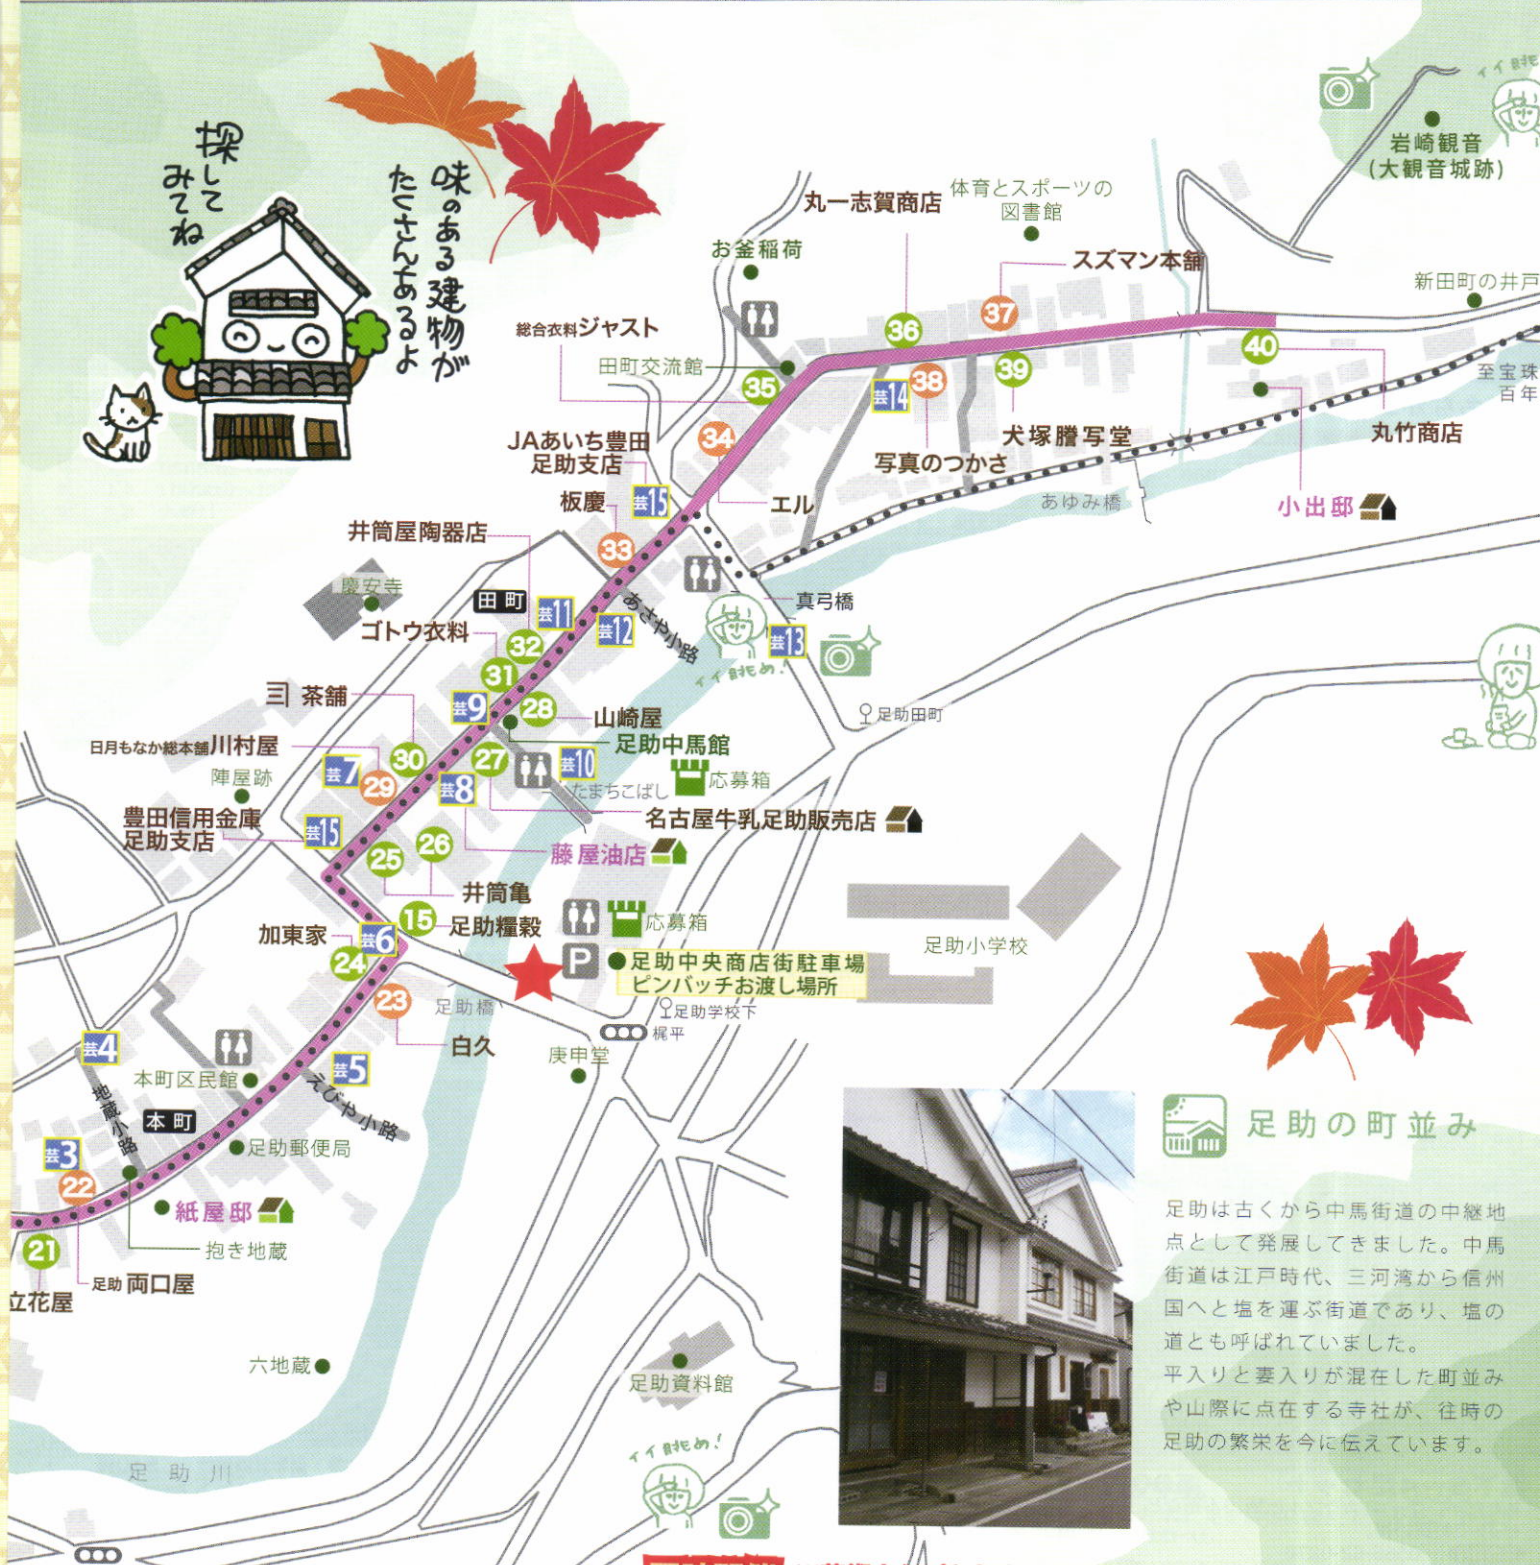 味のある建物が
たくさんあるよ
探して
みてね
イイ眺
岩崎観音
(大観音城跡)
丸一志賀商店
体育とスポーツの
図書館
お釜稲荷
スズマン本舗
新田町の井戸
総合衣料ジャスト
36
37
田町交流館
35
芸14
38
39
40
至宝珠
百年
JAあいち豊田
足助支店
34
犬塚謄写堂
丸竹商店
写真のつかさ
板慶
芸15
エル
あゆみ橋
小出邸
井筒屋陶器店
33
慶安寺
田町
芸11
芸12
あさや小路
真弓橋
ゴトウ衣料
32
芸13
イイ眺め!
31
茶舗
芸9
28
山崎屋
足助田町
日月もなか総本舗川村屋
足助中馬館
陣屋跡
芸7
30
27
芸10
29
芸8
たまちこばし
応募箱
豊田信用金庫
足助支店
芸15
名古屋牛乳足助販売店
25
26
藤屋油店
井筒亀
加東家
芸6
15
足助糧穀
応募箱
24
P
足助中央商店街駐車場
ピンバッチお渡し場所
足助小学校
23
足助橋
足助学校下
梶平
白久
芸4
芸5
庚申堂
本町区民館
えびや小路
地蔵小路
本町
芸3
足助郵便局
22
紙屋邸
21
抱き地蔵
足助 両口屋
立花屋
六地蔵
足助資料館
足助川
イイ眺め!
足助の町並み
足助は古くから中馬街道の中継地
点として発展してきました。中馬
街道は江戸時代、三河湾から信州
国へと塩を運ぶ街道であり、塩の
道とも呼ばれていました。
平入りと妻入りが混在した町並み
や山際に点在する寺社が、往時の
足助の繁栄を今に伝えています。